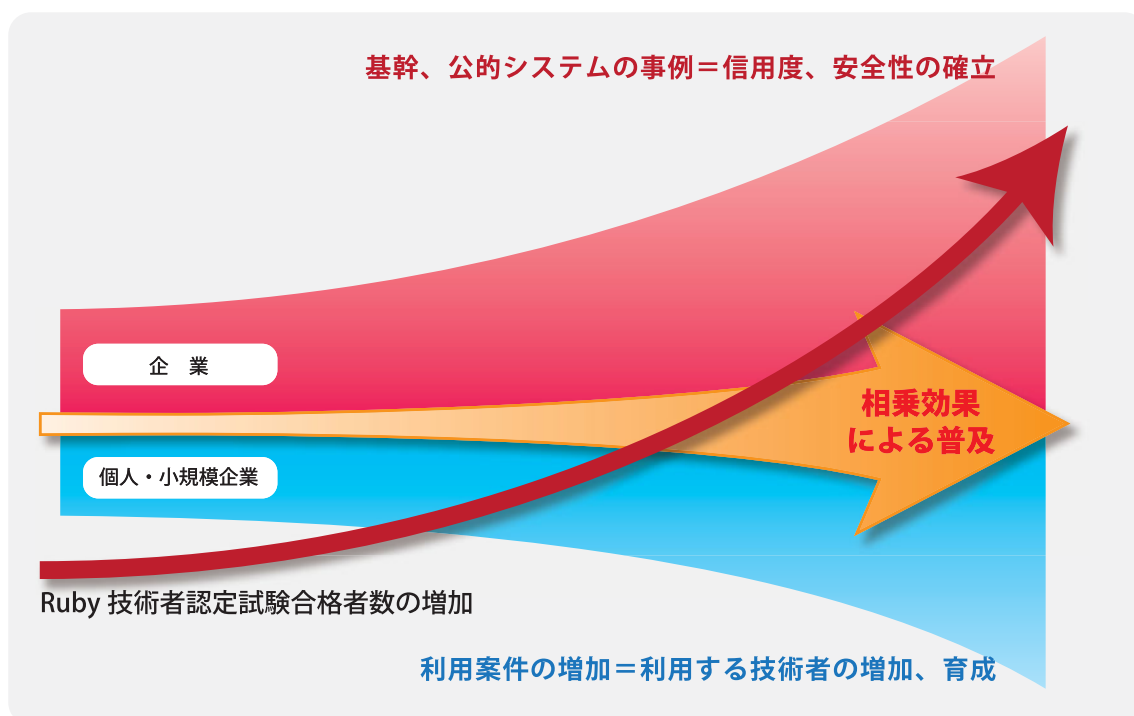 基幹、公的システムの事例＝信用度、安全性の確立
企　業
相乗効果
による普及
個人・小規模企業
Ruby 技術者認定試験合格者数の増加
利用案件の増加＝利用する技術者の増加、育成